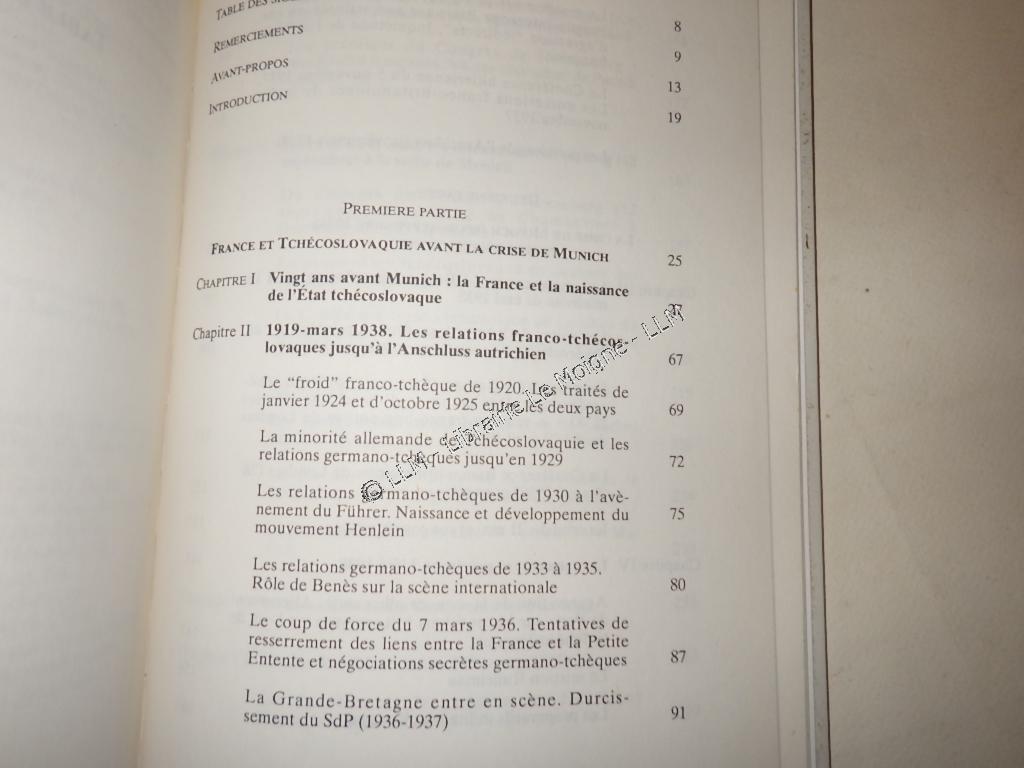 TABLE DES
8
REMERCIEMENTS
9
AVANT-PROPOS
13
INTRODUCTION
19
PREMIERE PARTIE
FRANCE ET TCHÉCOSLOVAQUIE AVANT LA CRISE DE MUNICH 25
CHAPITRE I Vingt ans avant Munich : la France et la naissance
de l'État tchécoslovaque
Chapitre II 1919-mars 1938. Les relations franco-tchécos-
lovaques jusqu'à l'Anschluss autrichien 67
Le “froid” franco-tchèque de 1920. Les traités de
janvier 1924 et d'octobre 1925 entre les deux pays 69
La minorité allemande de Tchécoslovaquie et les
relations germano-tchèques jusqu'en 1929 72
Les relations germano-tchèques de 1930 à l'avè-
nement du Führer. Naissance et développement du 75
mouvement Henlein
Les relations germano-tchèques de 1933 à 1935.
Rôle de Benès sur la scène internationale 80
Le coup de force du 7 mars 1936. Tentatives de
resserrement des liens entre la France et la Petite
Entente et négociations secrètes germano-tchèques 87
La Grande-Bretagne entre en scène. Durcis-
sement du SdP (1936-1937) 91
© LLM - Librairie Le Moigne - LLM